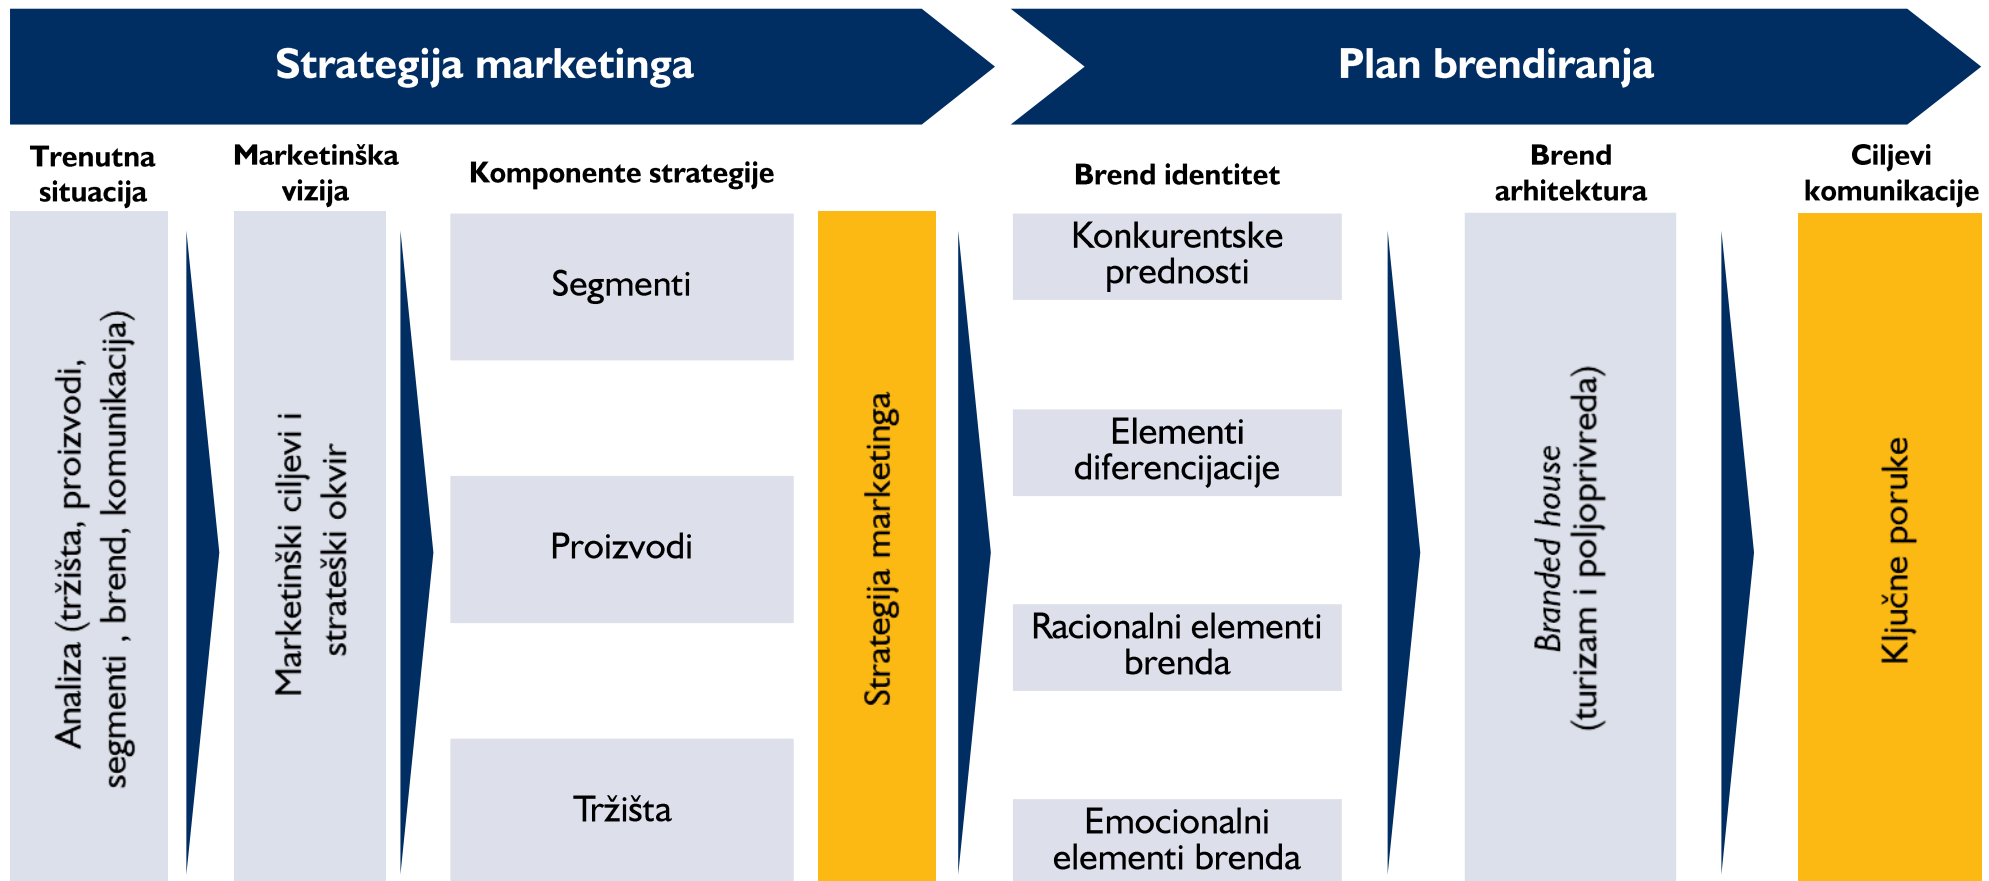 Strategija marketinga
Plan brendiranja
Trenutna
situacija
Marketinška
vizija
Komponente strategije
Brend identitet
Brend
arhitektura
Ciljevi
komunikacije
Analiza (tržišta, proizvodi,
segmenti , brend, komunikacija)
Marketinški ciljevi i
strateški okvir
Segmenti
Proizvodi
Tržišta
Strategija marketinga
Konkurentske
prednosti
Elementi
diferencijacije
Racionalni elementi
brenda
Emocionalni
elementi brenda
Branded house
(turizam i poljoprivreda)
Ključne poruke